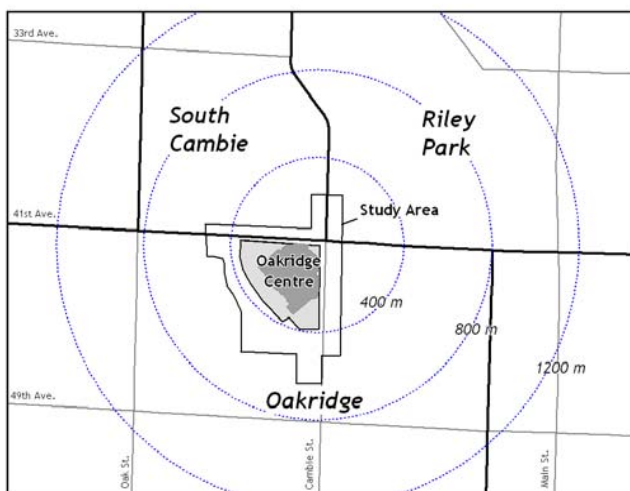 33rd Ave.
South
Cambie
Riley
Park
41st Ave.
Study Area
Oakridge
Centre
400 m
800 m
1200 m
49th Ave.
Oakridge
Oak St.
Cambie St.
Main St.